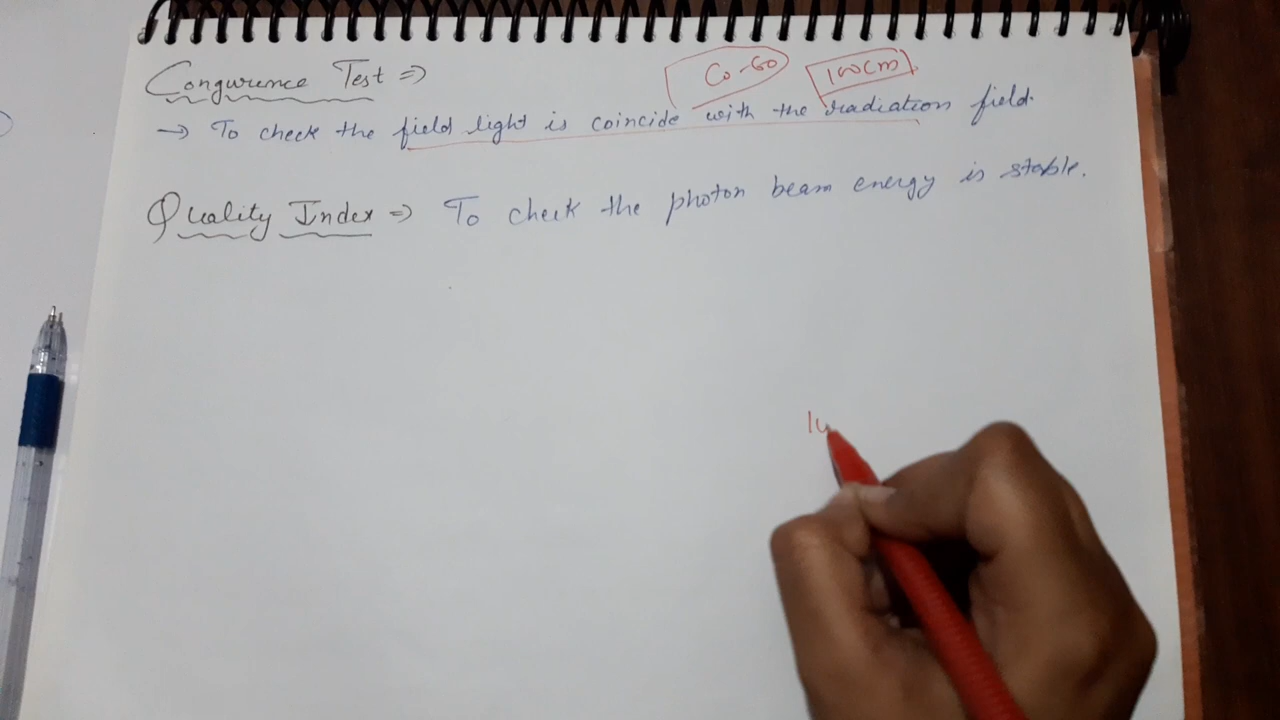 Congurence Test ⇒
Co-60
100cm
→ To check the field light is coincide with the radiation field.
Quality Index ⇒ To check the photon beam energy is stable.